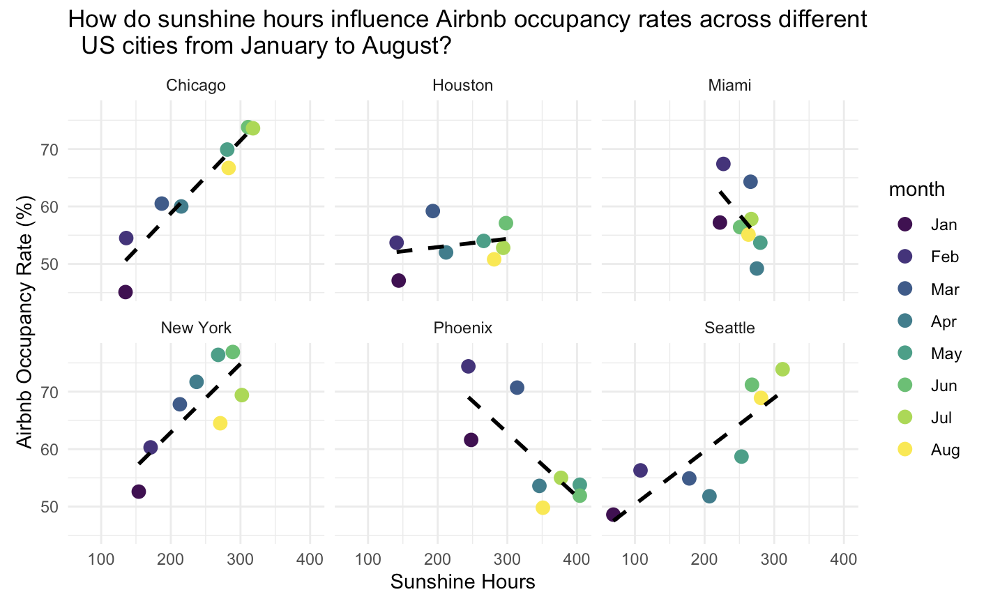 How do sunshine hours influence Airbnb occupancy rates across different
US cities from January to August?
Chicago
Houston
Miami
70
60
50
New York
Phoenix
Seattle
70
60
50
100 200 300 400 100 200 300 400 100 200 300 400
Sunshine Hours
Airbnb Occupancy Rate (%)
month
Jan
Feb
Mar
Apr
May
Jun
Jul
Aug